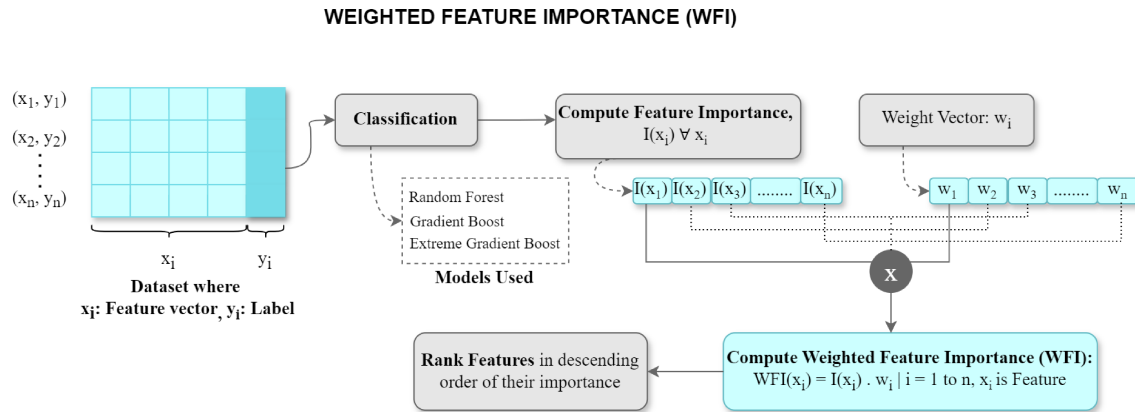 WEIGHTED FEATURE IMPORTANCE (WFI)
(x₁, y₁)
(x₂, y₂)
(xₙ, yₙ)
xᵢ
yᵢ
Dataset where
xᵢ: Feature vector, yᵢ: Label
Classification
Random Forest
Gradient Boost
Extreme Gradient Boost
Models Used
Compute Feature Importance,
I(xᵢ) ∀ xᵢ
I(x₁) I(x₂) I(x₃) ........ I(xₙ)
Weight Vector: wᵢ
w₁ w₂ w₃ ........ wₙ
x
Compute Weighted Feature Importance (WFI):
WFI(xᵢ) = I(xᵢ) . wᵢ | i = 1 to n, xᵢ is Feature
Rank Features in descending
order of their importance